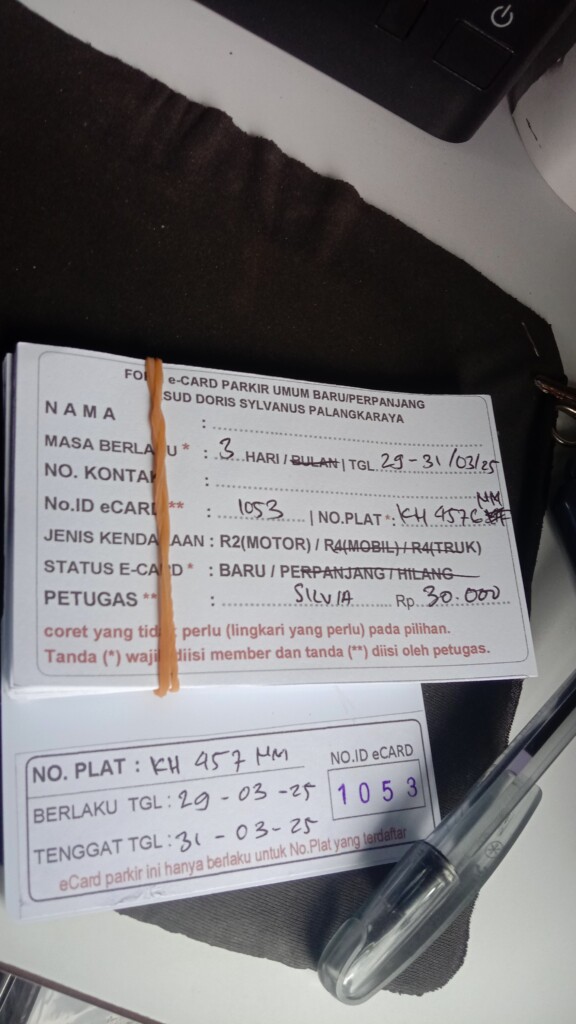 FO e-CARD PARKIR UMUM BARU/PERPANJANG
SUD DORIS SYLVANUS PALANGKARAYA
NAMA :
MASA BERLA U * : 3 HARI / BULAN | TGL 29-31/03/25
NO. KONTA :
No.ID eCAR ** : 1053 | NO.PLAT *: KH 457 MM
JENIS KENDA AAN : R2(MOTOR) / R4(MOBIL) / R4(TRUK)
STATUS E-CA D * : BARU / PERPANJANG / HILANG
PETUGAS ** : SILVIA Rp 30.000
coret yang tid perlu (lingkari yang perlu) pada pilihan.
Tanda (*) waji diisi member dan tanda (**) diisi oleh petugas.
NO. PLAT : KH 457 MM
NO.ID eCARD
1053
BERLAKU TGL : 29-03-25
TENGGAT TGL : 31-03-25
eCard parkir ini hanya berlaku untuk No.Plat yang terdaftar